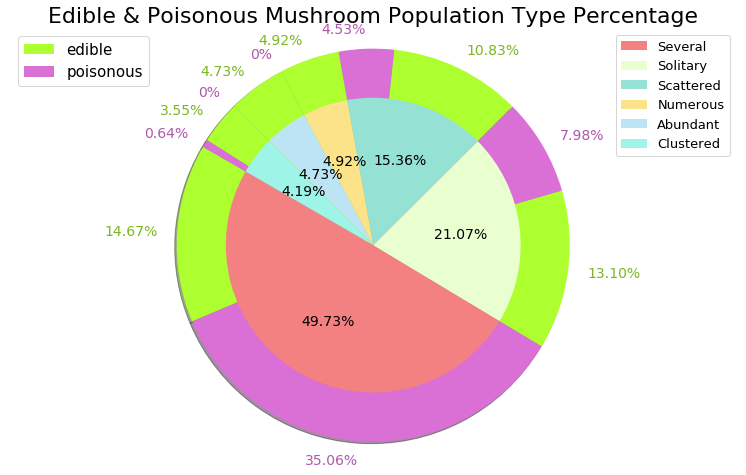 Edible & Poisonous Mushroom Population Type Percentage
edible
poisonous
Several
Solitary
Scattered
Numerous
Abundant
Clustered
4.53%
4.92%
0%
4.73%
0%
3.55%
0.64%
14.67%
35.06%
13.10%
7.98%
10.83%
4.92%
15.36%
4.73%
4.19%
21.07%
49.73%